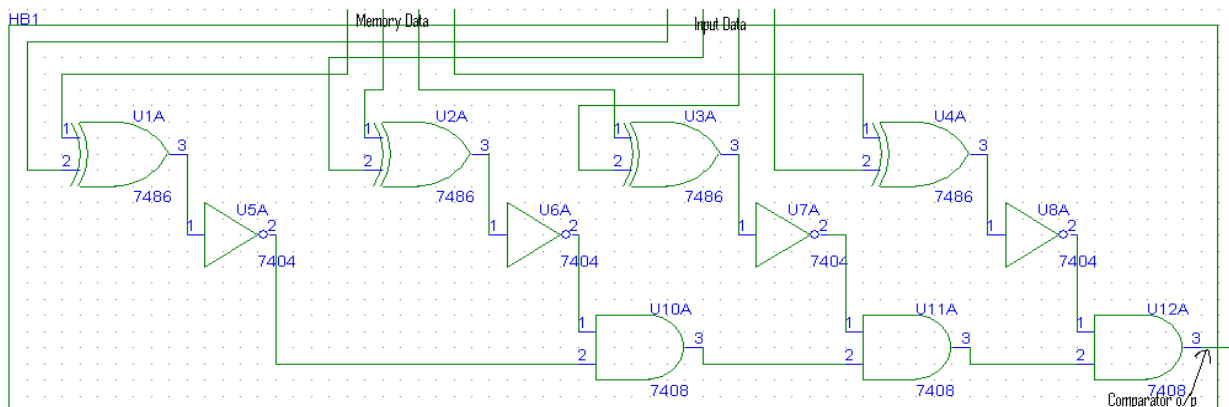 HB1
Memory Data
Input Data
U1A
U2A
U3A
U4A
1
3
1
3
1
3
1
3
2
2
2
2
7486
7486
7486
7486
U5A
U6A
U7A
U8A
1
2
1
2
1
2
1
2
7404
7404
7404
7404
U10A
U11A
U12A
1
3
1
3
1
3
2
2
2
7408
7408
7408
Comparator o/p